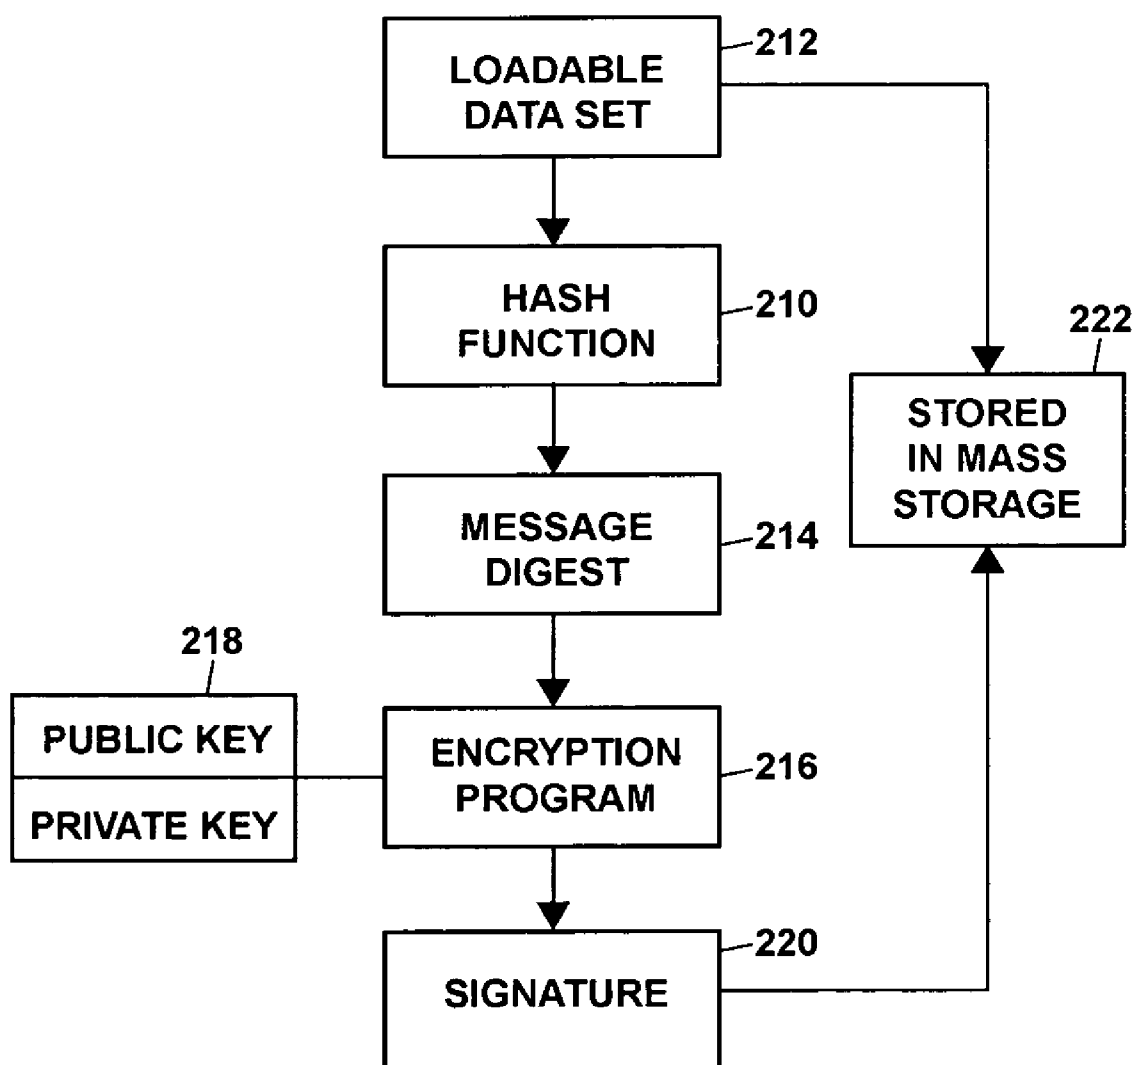 212
LOADABLE
DATA SET
HASH
FUNCTION
210
222
STORED
IN MASS
STORAGE
MESSAGE
DIGEST
214
218
PUBLIC KEY
PRIVATE KEY
ENCRYPTION
PROGRAM
216
220
SIGNATURE